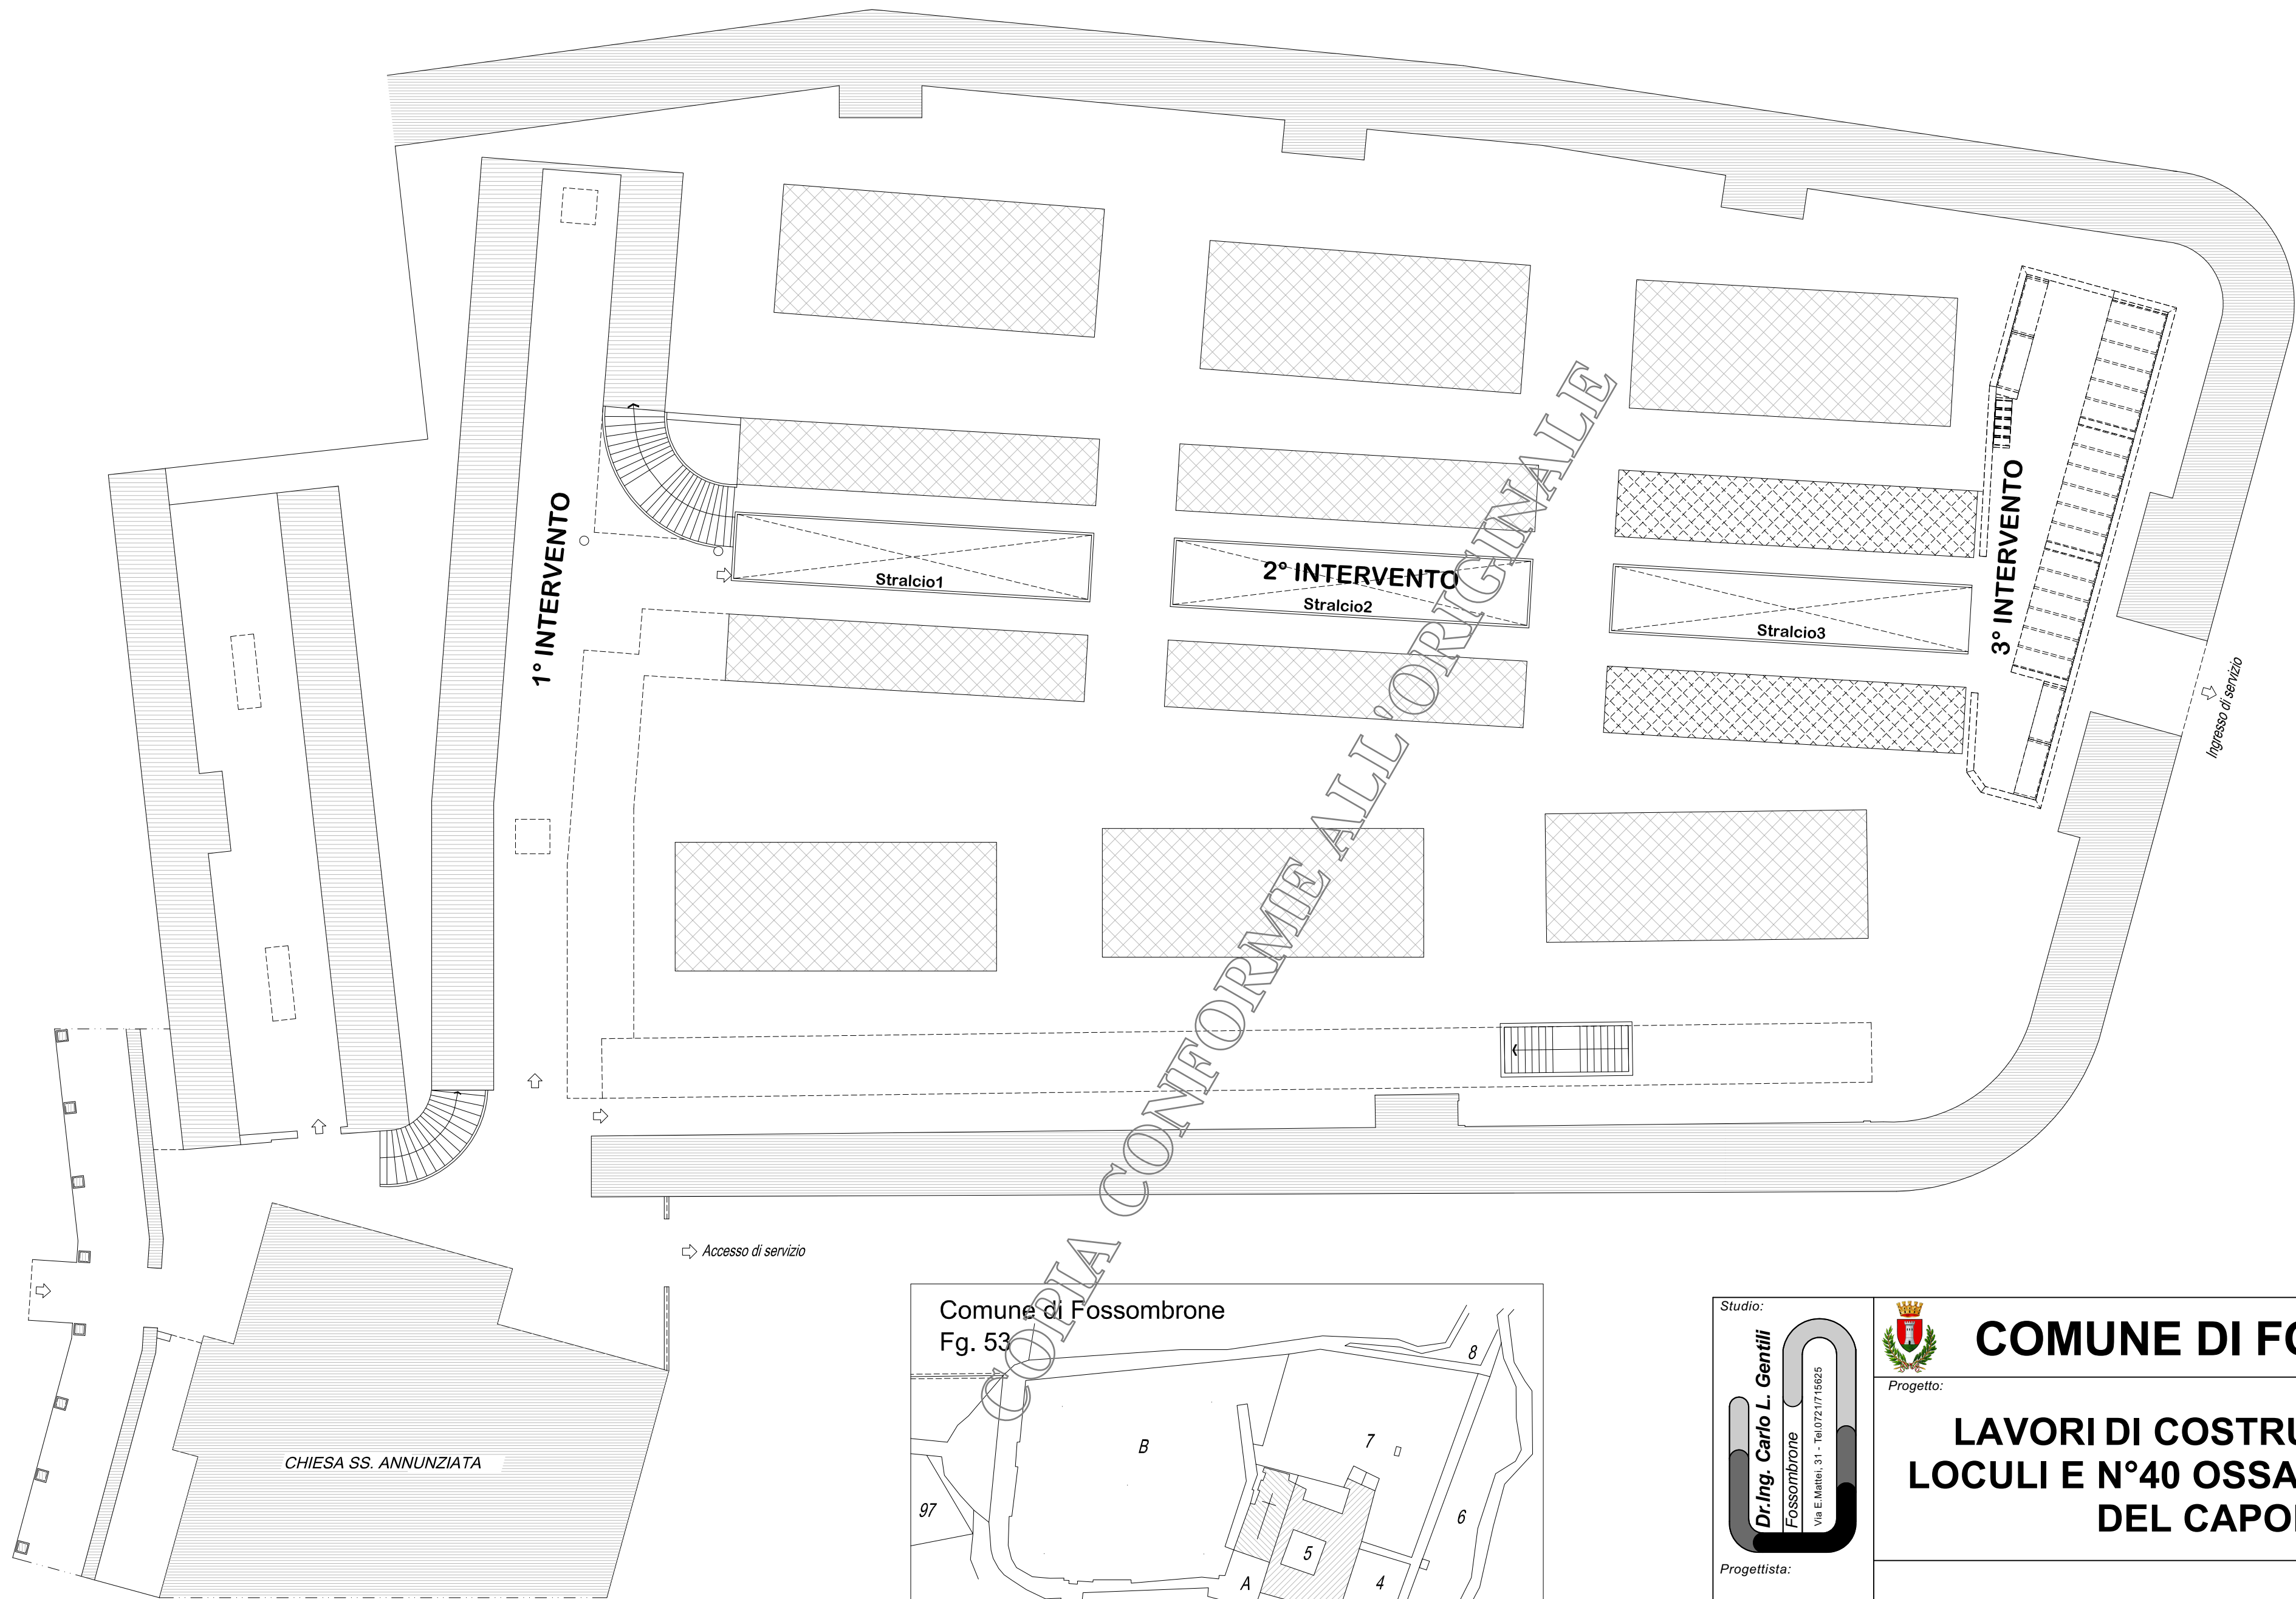 1° INTERVENTO
Stralcio1
2° INTERVENTO
Stralcio2
Stralcio3
3° INTERVENTO
Ingresso di servizio
COPIA CONFORME ALL'ORIGINALE
Accesso di servizio
CHIESA SS. ANNUNZIATA
Comune di Fossombrone
Fg. 53
8
B
7
97
6
5
A
4
Studio:
Dr.Ing. Carlo L. Gentili
Fossombrone
Via E.Mattei, 31 - Tel.0721/715625
Progettista:
COMUNE DI FO
Progetto:
LAVORI DI COSTRU
LOCULI E N°40 OSSA
DEL CAPO